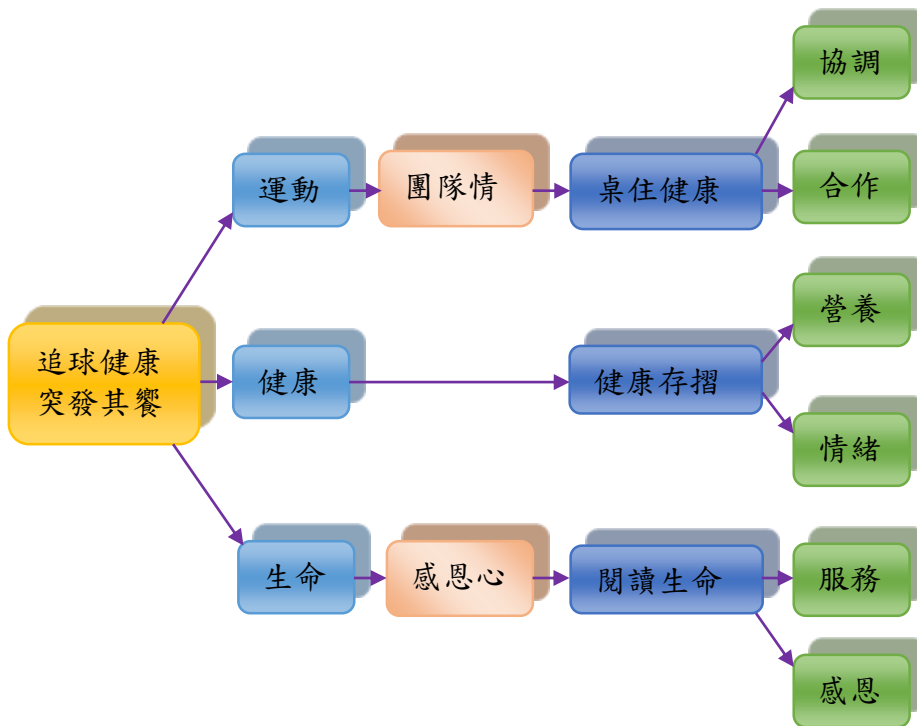 追球健康
突發其饗
運動
團隊情
桌住健康
協調
合作
健康
健康存摺
營養
情緒
生命
感恩心
閱讀生命
服務
感恩